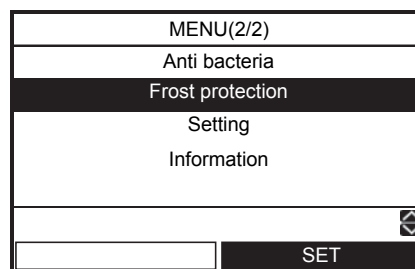 MENU(2/2)
Anti bacteria
Frost protection
Setting
Information
SET